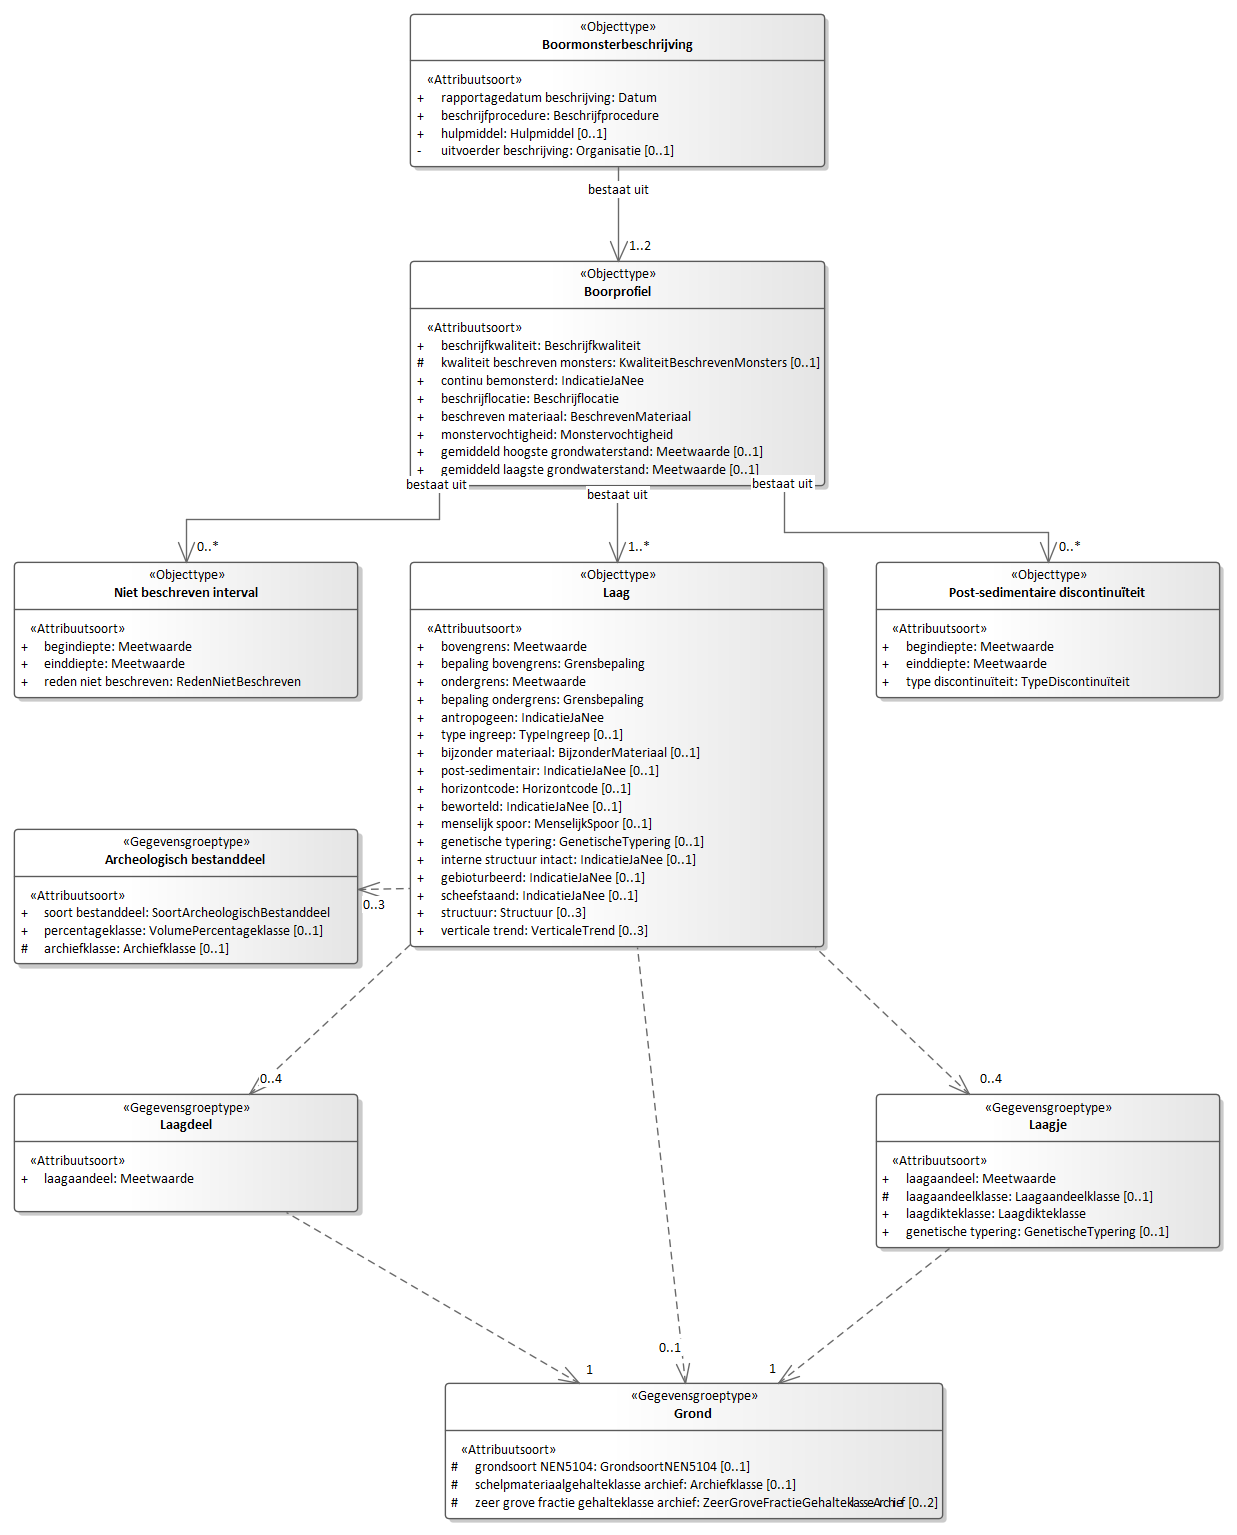 «Objecttype»
Boormonsterbeschrijving
«Attribuutsoort»
+ rapportagedatum beschrijving: Datum
+ beschrijfprocedure: Beschrijfprocedure
+ hulpmiddel: Hulpmiddel [0..1]
- uitvoerder beschrijving: Organisatie [0..1]
bestaat uit
1..2
«Objecttype»
Boorprofiel
«Attribuutsoort»
+ beschrijfkwaliteit: Beschrijfkwaliteit
# kwaliteit beschreven monsters: KwaliteitBeschrevenMonsters [0..1]
+ continu bemonsterd: IndicatieJaNee
+ beschrijflocatie: Beschrijflocatie
+ beschreven materiaal: BeschrevenMateriaal
+ monstervochtigheid: Monstervochtigheid
+ gemiddeld hoogste grondwaterstand: Meetwaarde [0..1]
+ gemiddeld laagste grondwaterstand: Meetwaarde [0..1]
bestaat uit
bestaat uit
bestaat uit
0..*
1..*
0..*
«Objecttype»
Niet beschreven interval
«Attribuutsoort»
+ begindiepte: Meetwaarde
+ einddiepte: Meetwaarde
+ reden niet beschreven: RedenNietBeschreven
«Objecttype»
Laag
«Attribuutsoort»
+ bovengrens: Meetwaarde
+ bepaling bovengrens: Grensbepaling
+ ondergrens: Meetwaarde
+ bepaling ondergrens: Grensbepaling
+ antropogeen: IndicatieJaNee
+ type ingreep: TypeIngreep [0..1]
+ bijzonder materiaal: BijzonderMateriaal [0..1]
+ post-sedimentair: IndicatieJaNee [0..1]
+ horizontcode: Horizontcode [0..1]
+ beworteld: IndicatieJaNee [0..1]
+ menselijk spoor: MenselijkSpoor [0..1]
+ genetische typering: GenetischeTypering [0..1]
+ interne structuur intact: IndicatieJaNee [0..1]
+ gebioturbeerd: IndicatieJaNee [0..1]
+ scheefstaand: IndicatieJaNee [0..1]
+ structuur: Structuur [0..3]
+ verticale trend: VerticaleTrend [0..3]
«Objecttype»
Post-sedimentaire discontinuïteit
«Attribuutsoort»
+ begindiepte: Meetwaarde
+ einddiepte: Meetwaarde
+ type discontinuïteit: TypeDiscontinuïteit
«Gegevensgroeptype»
Archeologisch bestanddeel
«Attribuutsoort»
+ soort bestanddeel: SoortArcheologischBestanddeel
+ percentageklasse: VolumePercentageklasse [0..1]
# archiefklasse: Archiefklasse [0..1]
0..3
0..4
0..4
«Gegevensgroeptype»
Laagdeel
«Attribuutsoort»
+ laagaandeel: Meetwaarde
«Gegevensgroeptype»
Laagje
«Attribuutsoort»
+ laagaandeel: Meetwaarde
# laagaandeelklasse: Laagaandeelklasse [0..1]
+ laagdikteklasse: Laagdikteklasse
+ genetische typering: GenetischeTypering [0..1]
1
0..1
1
«Gegevensgroeptype»
Grond
«Attribuutsoort»
# grondsoort NEN5104: GrondsoortNEN5104 [0..1]
# schelpmateriaalgehalteklasse archief: Archiefklasse [0..1]
# zeer grove fractie gehalteklasse archief: ZeerGroveFractieGehalteklasseArchief [0..2]